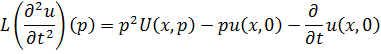 L(∂²u/∂t²)(p) = p²U(x,p) − pu(x,0) − ∂/∂t u(x,0)